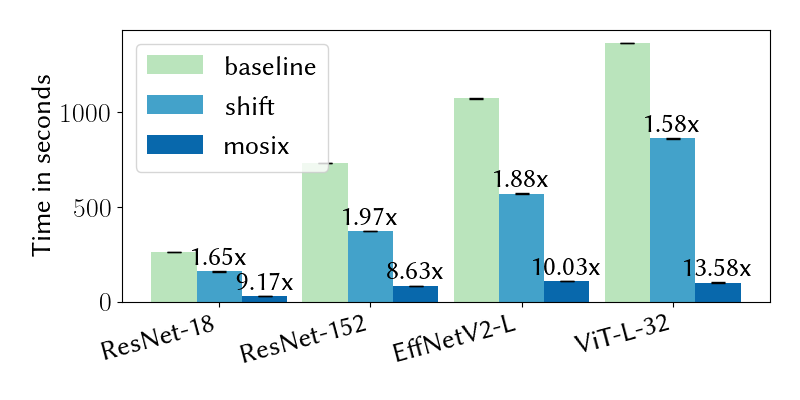 baseline
shift
mosix
Time in seconds
1000
500
0
1.65x
9.17x
1.97x
8.63x
1.88x
10.03x
1.58x
13.58x
ResNet-18
ResNet-152
EffNetV2-L
ViT-L-32